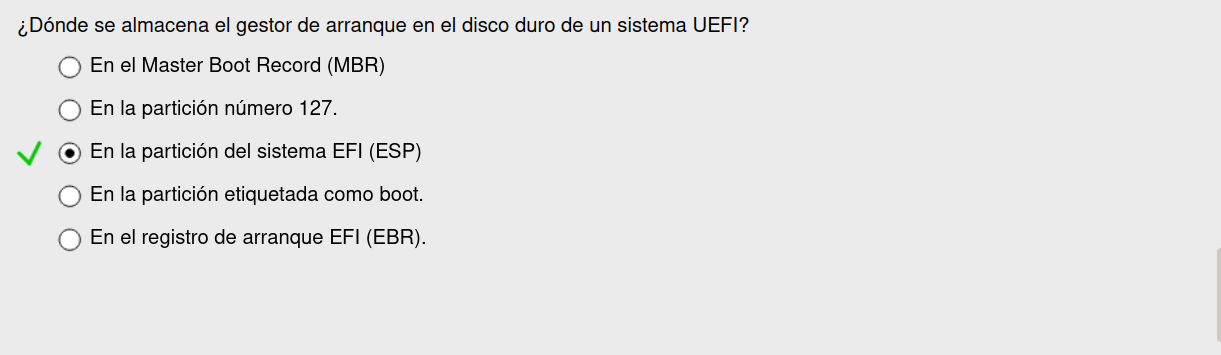 ¿Dónde se almacena el gestor de arranque en el disco duro de un sistema UEFI?
En el Master Boot Record (MBR)
En la partición número 127.
En la partición del sistema EFI (ESP)
En la partición etiquetada como boot.
En el registro de arranque EFI (EBR).